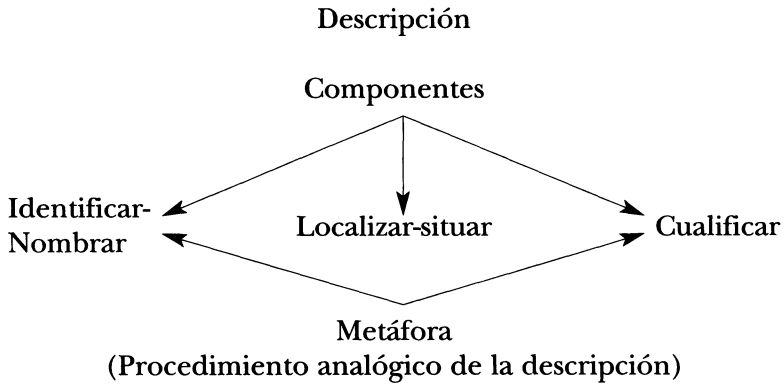 Descripción
Componentes
Identificar-
Nombrar
Localizar-situar
Cualificar
Metáfora
(Procedimiento analógico de la descripción)